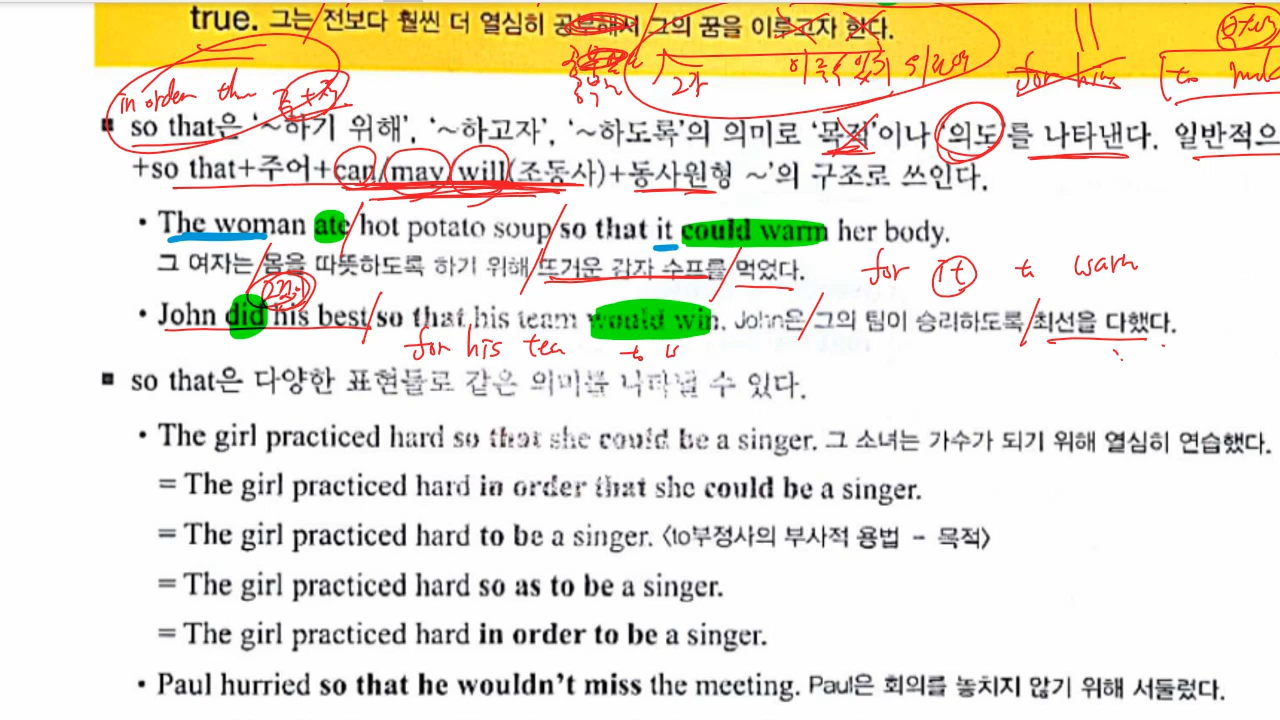 true. 그는 전보다 훨씬 더 열심히 공부해서 그의 꿈을 이루고자 한다.
2가
for his
in order
■ so that은 '~하기 위해', '~하고자', '~하도록'의 의미로 '목적'이나 '의도'를 나타낸다. 일반적으
+so that+주어+can/may/will(조동사)+동사원형 ~'의 구조로 쓰인다.
• The woman ate hot potato soup so that it could warm her body.
그 여자는 몸을 따뜻하도록 하기 위해 뜨거운 감자 수프를 먹었다.
for it to warm
• John did his best so that his team would win. John은 그의 팀이 승리하도록 최선을 다했다.
for his tea to
■ so that은 다양한 표현들로 같은 의미를 나타낼 수 있다.
• The girl practiced hard so that she could be a singer. 그 소녀는 가수가 되기 위해 열심히 연습했다.
= The girl practiced hard in order that she could be a singer.
= The girl practiced hard to be a singer. 〈to부정사의 부사적 용법 - 목적〉
= The girl practiced hard so as to be a singer.
= The girl practiced hard in order to be a singer.
• Paul hurried so that he wouldn't miss the meeting. Paul은 회의를 놓치지 않기 위해 서둘렀다.